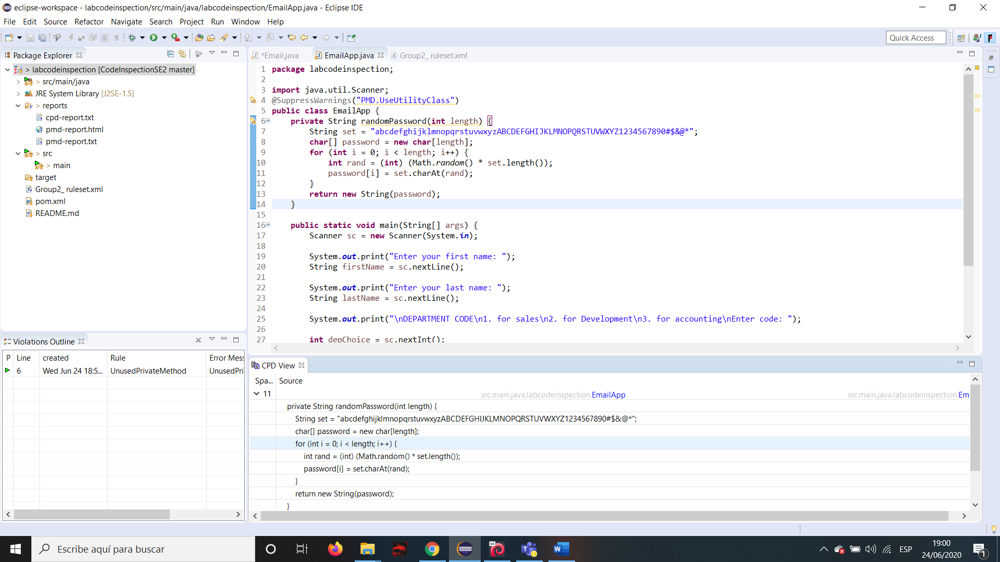 eclipse-workspace - labcodeinspection/src/main/java/labcodeinspection/EmailApp.java - Eclipse IDE
File Edit Source Refactor Navigate Search Project Run Window Help
Quick Access
Package Explorer
> labcodeinspection [CodeInspectionSE2 master]
> src/main/java
JRE System Library [J2SE-1.5]
> reports
cpd-report.txt
pmd-report.html
pmd-report.txt
> src
> main
target
Group2_ ruleset.xml
pom.xml
README.md
*Email.java EmailApp.java Group2_ ruleset.xml
1 package labcodeinspection;
2
3 import java.util.Scanner;
4 @SuppressWarnings("PMD.UseUtilityClass")
5 public class EmailApp {
6 private String randomPassword(int length) {
7 String set = "abcdefghijklmnopqrstuvwxyzABCDEFGHIJKLMNOPQRSTUVWXYZ1234567890#$&@*";
8 char[] password = new char[length];
9 for (int i = 0; i < length; i++) {
10 int rand = (int) (Math.random() * set.length());
11 password[i] = set.charAt(rand);
12 }
13 return new String(password);
14 }
15
16 public static void main(String[] args) {
17 Scanner sc = new Scanner(System.in);
18
19 System.out.print("Enter your first name: ");
20 String firstName = sc.nextLine();
21
22 System.out.print("Enter your last name: ");
23 String lastName = sc.nextLine();
24
25 System.out.print("\nDEPARTMENT CODE\n1. for sales\n2. for Development\n3. for accounting\nEnter code: ");
26
27 int depChoice = sc.nextInt();
Violations Outline
P Line created Rule Error Mess
6 Wed Jun 24 18:5... UnusedPrivateMethod UnusedPri
CPD View
Spa... Source
11 src.main.java.labcodeinspection.EmailApp src.main.java.labcodeinspection.Em
private String randomPassword(int length) {
String set = "abcdefghijklmnopqrstuvwxyzABCDEFGHIJKLMNOPQRSTUVWXYZ1234567890#$&@*";
char[] password = new char[length];
for (int i = 0; i < length; i++) {
int rand = (int) (Math.random() * set.length());
password[i] = set.charAt(rand);
}
return new String(password);
}
Escribe aquí para buscar
64
ESP
19:00
24/06/2020
1